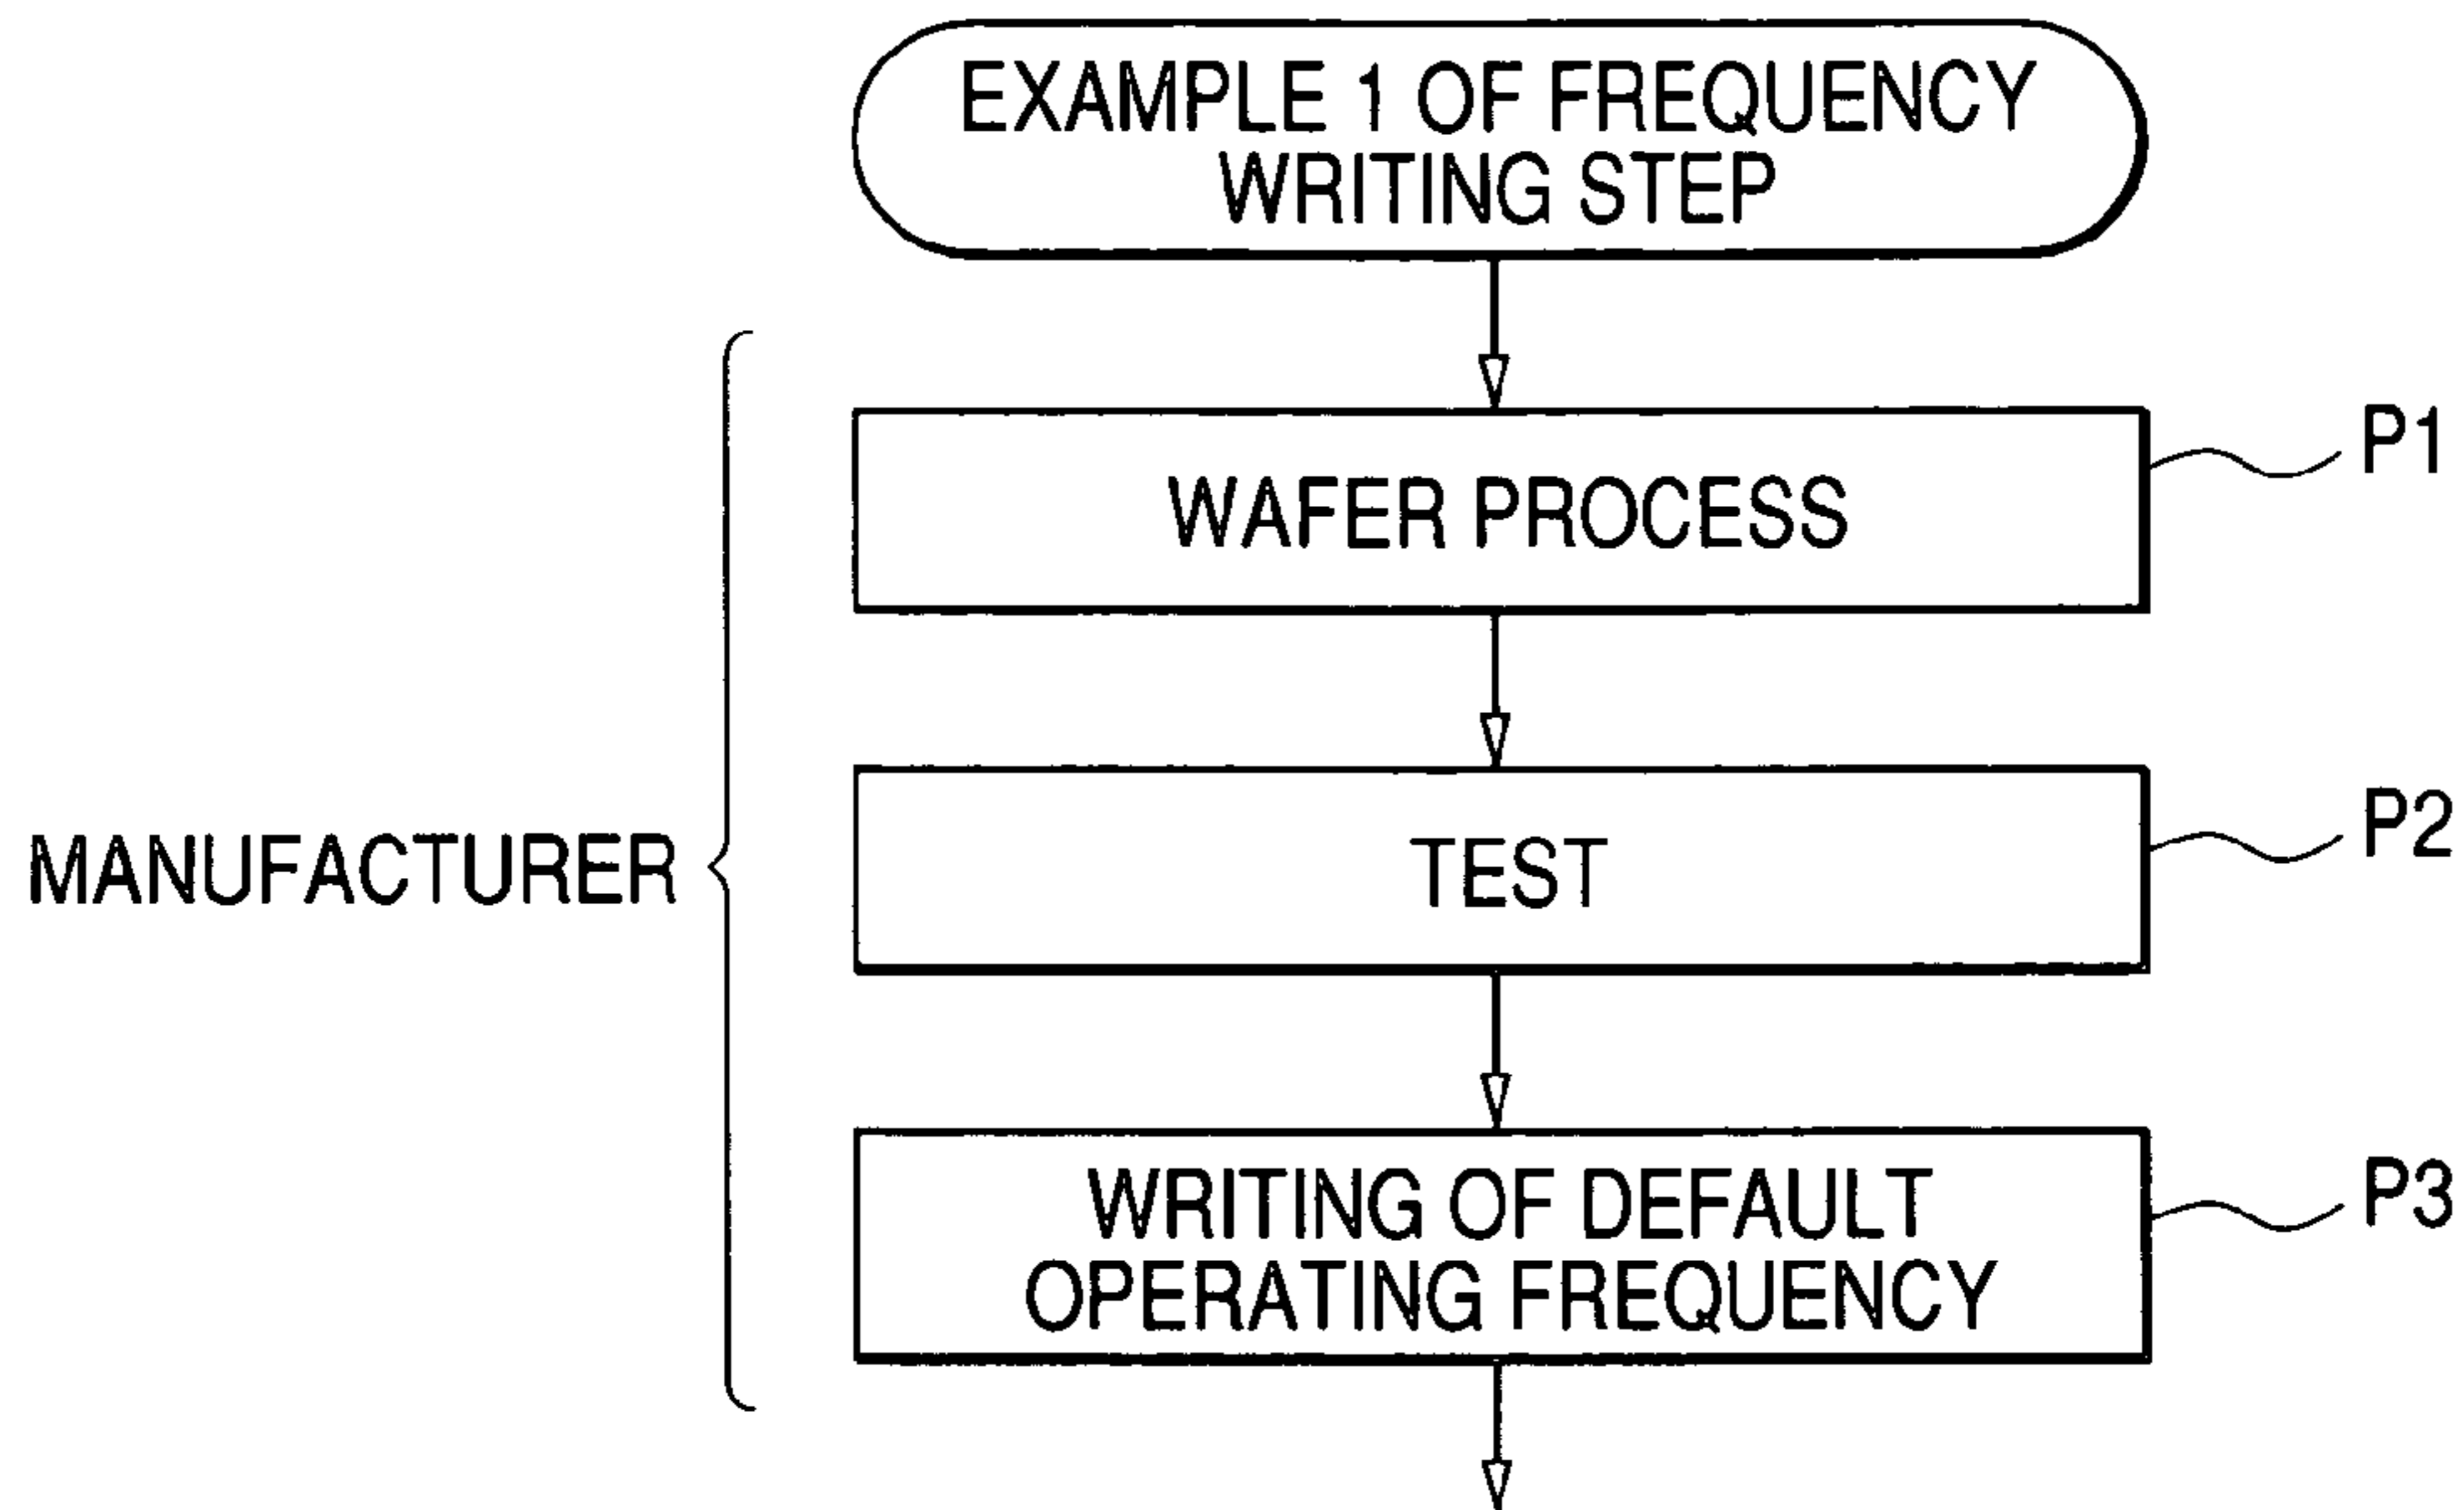 EXAMPLE 1 OF FREQUENCY
WRITING STEP
P1
WAFER PROCESS
P2
TEST
MANUFACTURER
P3
WRITING OF DEFAULT
OPERATING FREQUENCY